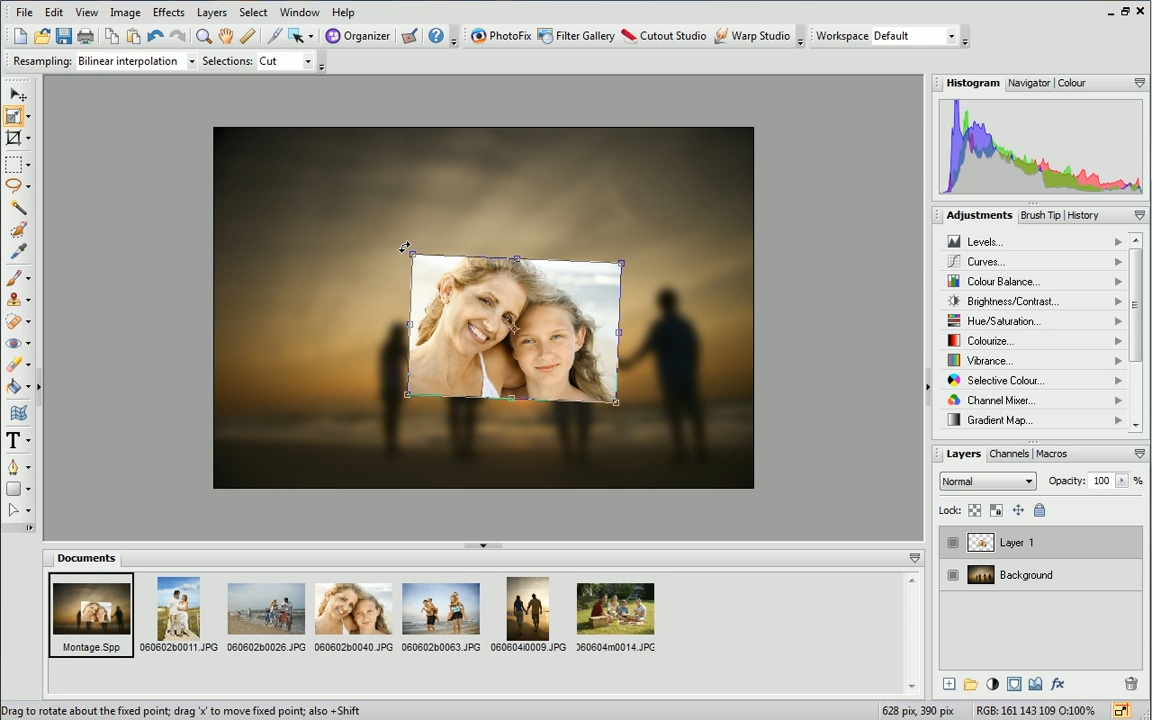 File Edit View Image Effects Layers Select Window Help
Organizer PhotoFix Filter Gallery Cutout Studio Warp Studio Workspace Default
Resampling: Bilinear interpolation Selections: Cut
Histogram Navigator | Colour
Adjustments Brush Tip | History
Levels...
Curves...
Colour Balance...
Brightness/Contrast...
Hue/Saturation...
Colourize...
Vibrance...
Selective Colour...
Channel Mixer...
Gradient Map...
Layers Channels | Macros
Normal Opacity: 100 %
Lock:
Layer 1
Background
Documents
Montage.Spp 060602b0011.JPG 060602b0026.JPG 060602b0040.JPG 060602b0063.JPG 060604l0009.JPG 060604m0014.JPG
Drag to rotate about the fixed point; drag 'x' to move fixed point; also +Shift 628 pix, 390 pix RGB: 161 143 109 O:100%